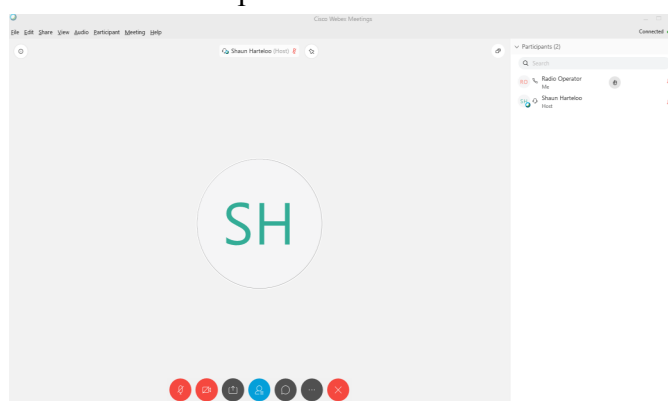 Cisco Webex Meetings
File Edit Share View Audio Participant Meeting Help
Connected
Shaun Harteloo (Host)
Participants (2)
Search
RO Radio Operator
Me
SH Shaun Harteloo
Host
SH